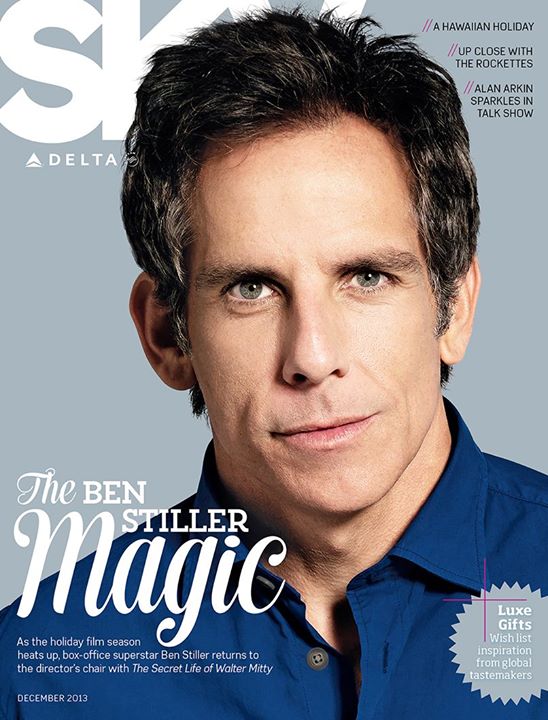 SKY
DELTA
//A HAWAIIAN HOLIDAY
//UP CLOSE WITH
THE ROCKETTES
//ALAN ARKIN
SPARKLES IN
TALK SHOW
The BEN
STILLER
Magic
As the holiday film season
heats up, box-office superstar Ben Stiller returns to
the director's chair with The Secret Life of Walter Mitty
DECEMBER 2013
Luxe
Gifts
Wish list
inspiration
from global
tastemakers